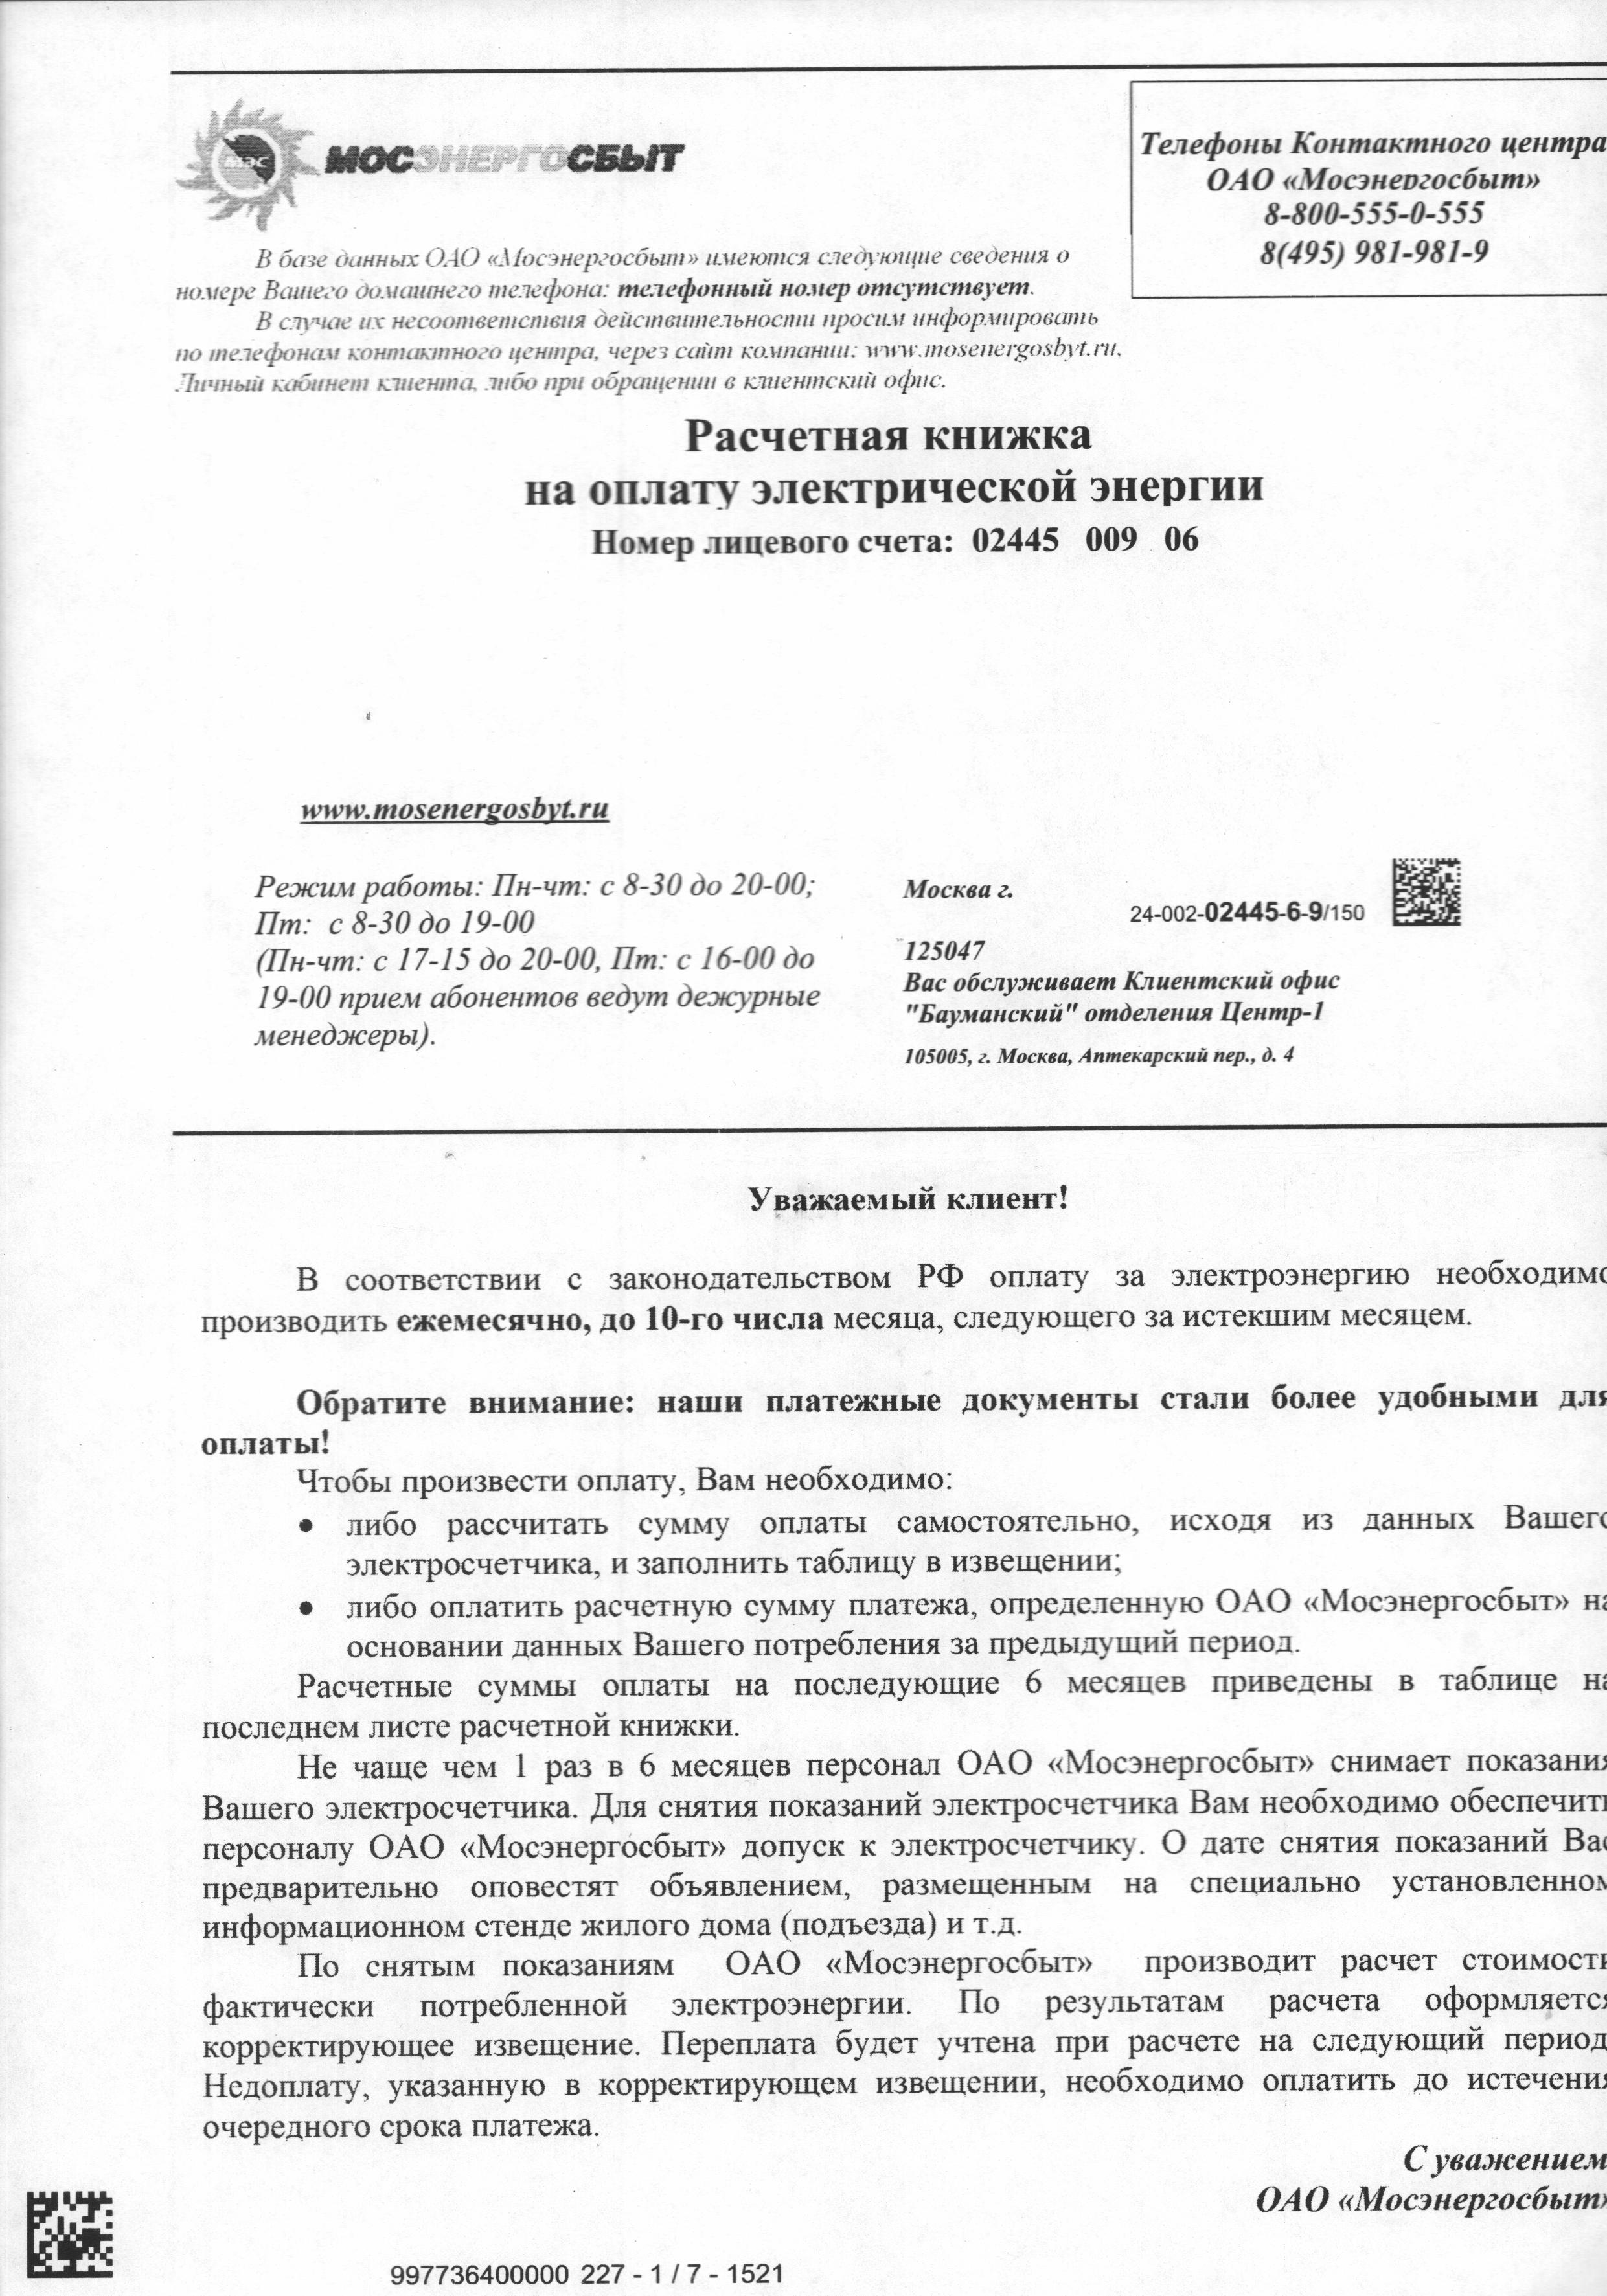 Телефоны Контактного центра
ОАО «Мосэнергосбыт»
8-800-555-0-555
8(495) 981-981-9
МЭС
МОСЭНЕРГОСБЫТ
В базе данных ОАО «Мосэнергосбыт» имеются следующие сведения о
номере Вашего домашнего телефона: телефонный номер отсутствует.
В случае их несоответствия действительности просим информировать
по телефонам контактного центра, через сайт компании: www.mosenergosbyt.ru,
Личный кабинет клиента, либо при обращении в клиентский офис.
Расчетная книжка
на оплату электрической энергии
Номер лицевого счета: 02445 009 06
www.mosenergosbyt.ru
Режим работы: Пн-чт: с 8-30 до 20-00;
Пт: с 8-30 до 19-00
(Пн-чт: с 17-15 до 20-00, Пт: с 16-00 до
19-00 прием абонентов ведут дежурные
менеджеры).
Москва г.
24-002-02445-6-9/150
125047
Вас обслуживает Клиентский офис
"Бауманский" отделения Центр-1
105005, г. Москва, Аптекарский пер., д. 4
Уважаемый клиент!
В соответствии с законодательством РФ оплату за электроэнергию необходимо
производить ежемесячно, до 10-го числа месяца, следующего за истекшим месяцем.
Обратите внимание: наши платежные документы стали более удобными для
оплаты!
Чтобы произвести оплату, Вам необходимо:
• либо рассчитать сумму оплаты самостоятельно, исходя из данных Вашего
электросчетчика, и заполнить таблицу в извещении;
• либо оплатить расчетную сумму платежа, определенную ОАО «Мосэнергосбыт» на
основании данных Вашего потребления за предыдущий период.
Расчетные суммы оплаты на последующие 6 месяцев приведены в таблице на
последнем листе расчетной книжки.
Не чаще чем 1 раз в 6 месяцев персонал ОАО «Мосэнергосбыт» снимает показания
Вашего электросчетчика. Для снятия показаний электросчетчика Вам необходимо обеспечить
персоналу ОАО «Мосэнергосбыт» допуск к электросчетчику. О дате снятия показаний Вас
предварительно оповестят объявлением, размещенным на специально установленном
информационном стенде жилого дома (подъезда) и т.д.
По снятым показаниям ОАО «Мосэнергосбыт» производит расчет стоимости
фактически потребленной электроэнергии. По результатам расчета оформляется
корректирующее извещение. Переплата будет учтена при расчете на следующий период.
Недоплату, указанную в корректирующем извещении, необходимо оплатить до истечения
очередного срока платежа.
С уважением
ОАО «Мосэнергосбыт»
997736400000 227 - 1 / 7 - 1521